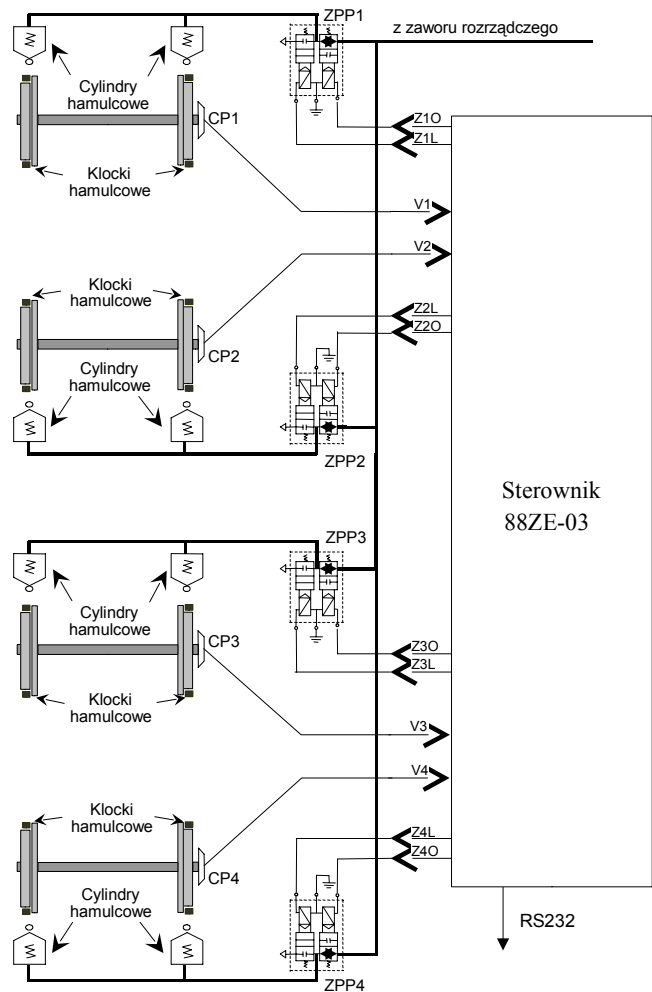 ZPP1
z zaworu rozrządczego
Cylindry
hamulcowe
CP1
Z1O
Z1L
Klocki
hamulcowe
V1
V2
Klocki
hamulcowe
Z2L
Z2O
CP2
Cylindry
hamulcowe
ZPP2
Sterownik
88ZE-03
ZPP3
Cylindry
hamulcowe
CP3
Z3O
Z3L
Klocki
hamulcowe
V3
V4
Klocki
hamulcowe
Z4L
Z4O
CP4
Cylindry
hamulcowe
RS232
ZPP4